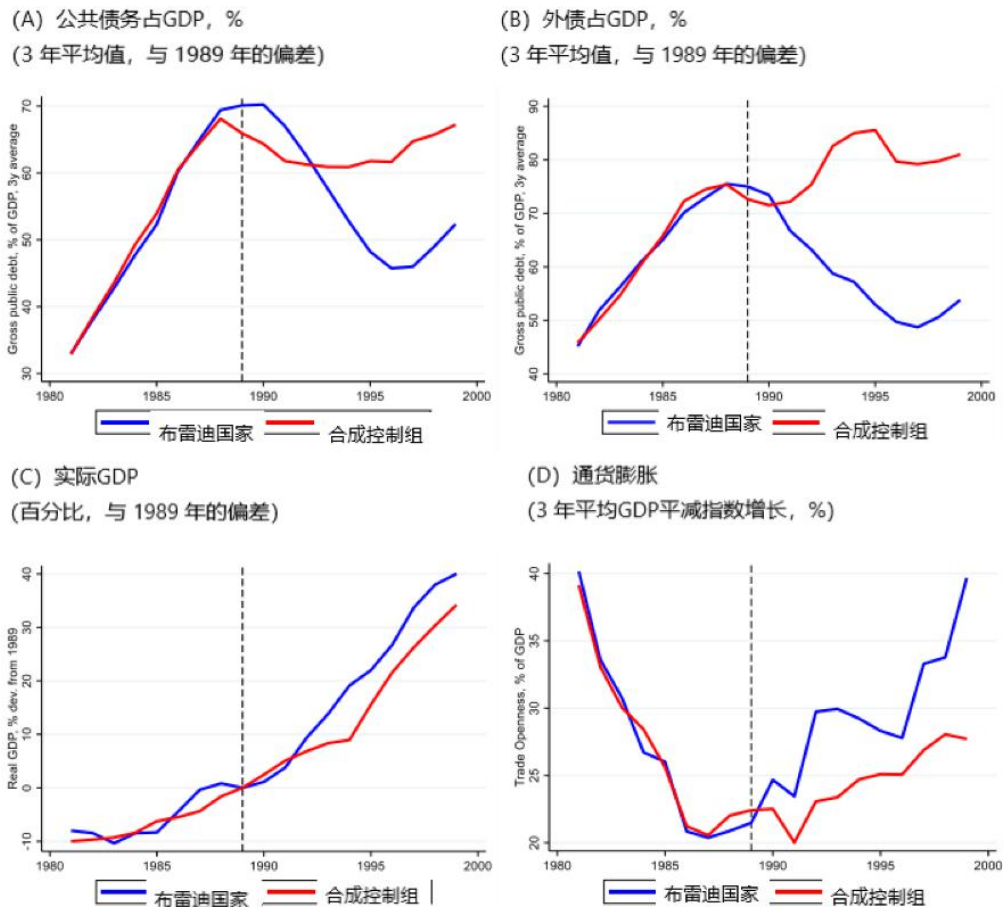 (A) 公共债务占GDP，%
(3 年平均值，与 1989 年的偏差)
Gross public debt, % of GDP, 3y average
70
60
50
40
30
1980 1985 1990 1995 2000
布雷迪国家 合成控制组
(B) 外债占GDP，%
(3 年平均值，与 1989 年的偏差)
Gross public debt, % of GDP, 3y average
90
80
70
60
50
40
1980 1985 1990 1995 2000
布雷迪国家 合成控制组
(C) 实际GDP
(百分比，与 1989 年的偏差)
Real GDP, % dev. from 1989
40
30
20
10
0
-10
1980 1985 1990 1995 2000
布雷迪国家 合成控制组
(D) 通货膨胀
(3 年平均GDP平减指数增长，%)
Trade Openness, % of GDP
40
35
30
25
20
1980 1985 1990 1995 2000
布雷迪国家 合成控制组